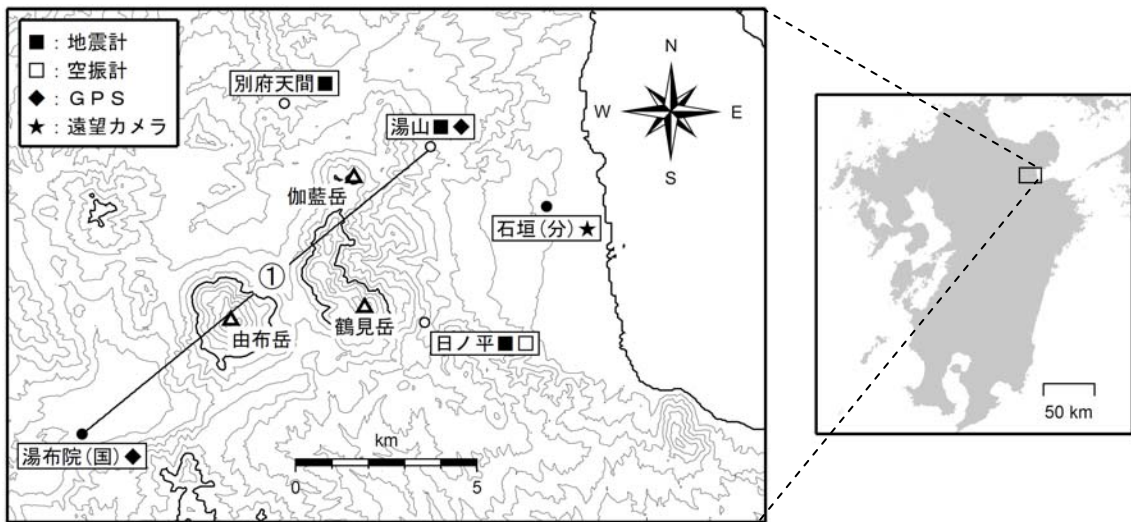 ■：地震計
□：空振計
◆：ＧＰＳ
★：遠望カメラ
別府天間■
湯山■◆
N
W
E
S
伽藍岳
石垣(分)★
①
由布岳
鶴見岳
日ノ平■□
湯布院(国)◆
km
0
5
50 km